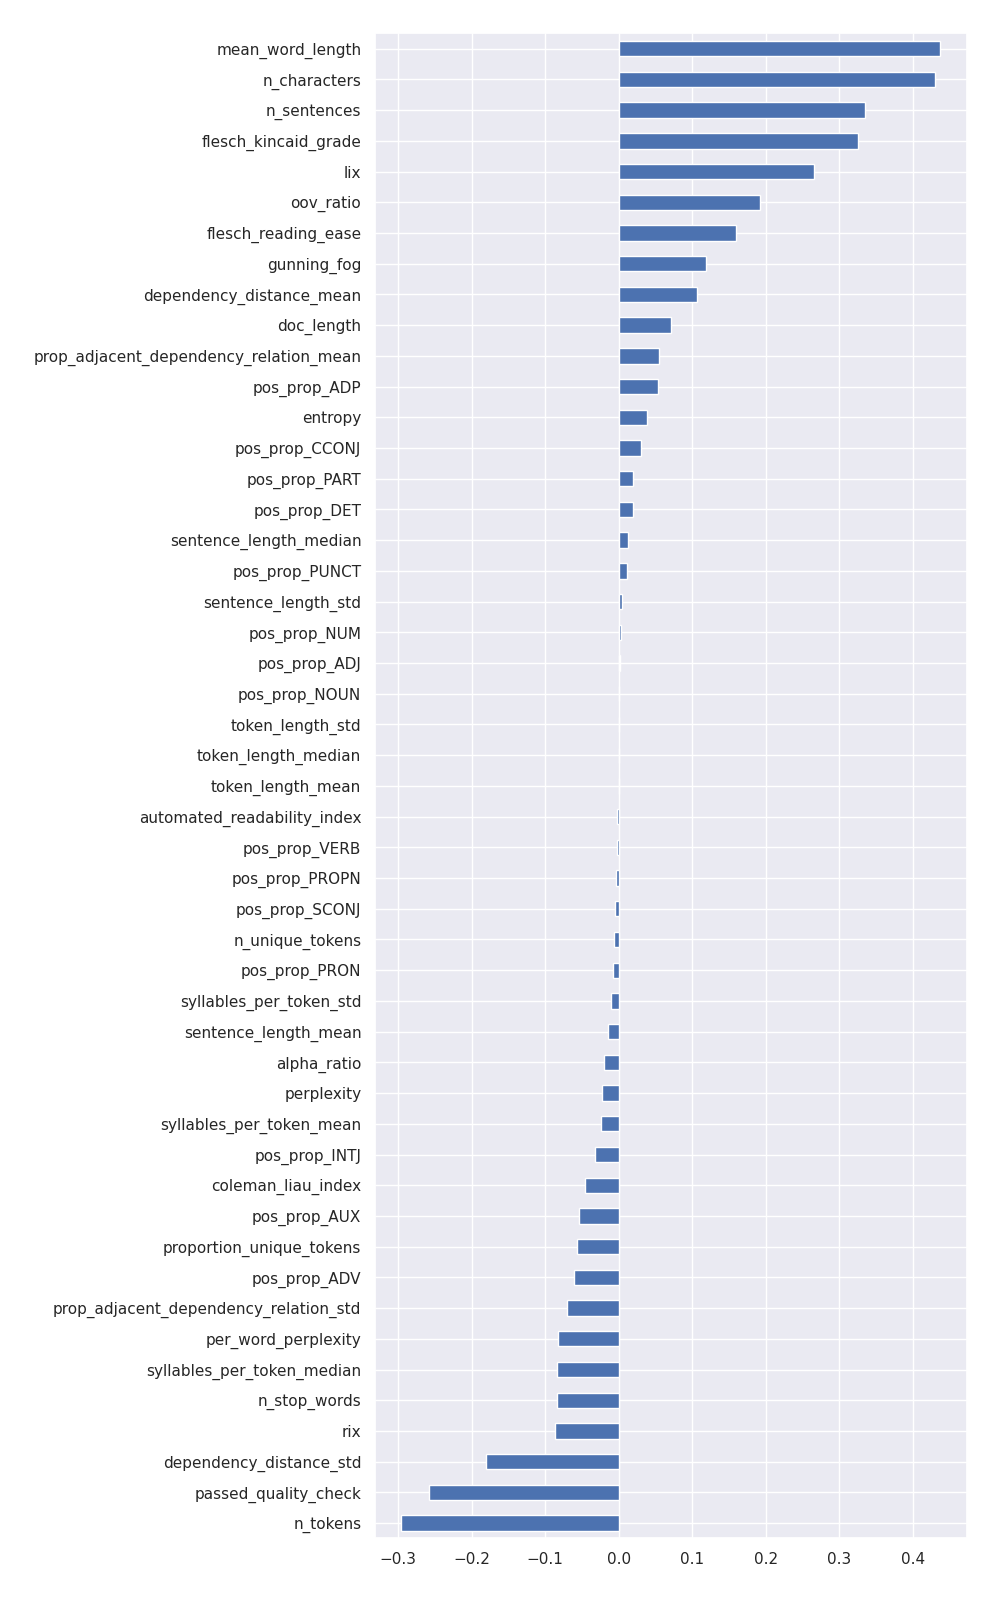 mean_word_length
n_characters
n_sentences
flesch_kincaid_grade
lix
oov_ratio
flesch_reading_ease
gunning_fog
dependency_distance_mean
doc_length
prop_adjacent_dependency_relation_mean
pos_prop_ADP
entropy
pos_prop_CCONJ
pos_prop_PART
pos_prop_DET
sentence_length_median
pos_prop_PUNCT
sentence_length_std
pos_prop_NUM
pos_prop_ADJ
pos_prop_NOUN
token_length_std
token_length_median
token_length_mean
automated_readability_index
pos_prop_VERB
pos_prop_PROPN
pos_prop_SCONJ
n_unique_tokens
pos_prop_PRON
syllables_per_token_std
sentence_length_mean
alpha_ratio
perplexity
syllables_per_token_mean
pos_prop_INTJ
coleman_liau_index
pos_prop_AUX
proportion_unique_tokens
pos_prop_ADV
prop_adjacent_dependency_relation_std
per_word_perplexity
syllables_per_token_median
n_stop_words
rix
dependency_distance_std
passed_quality_check
n_tokens
−0.3 −0.2 −0.1 0.0 0.1 0.2 0.3 0.4